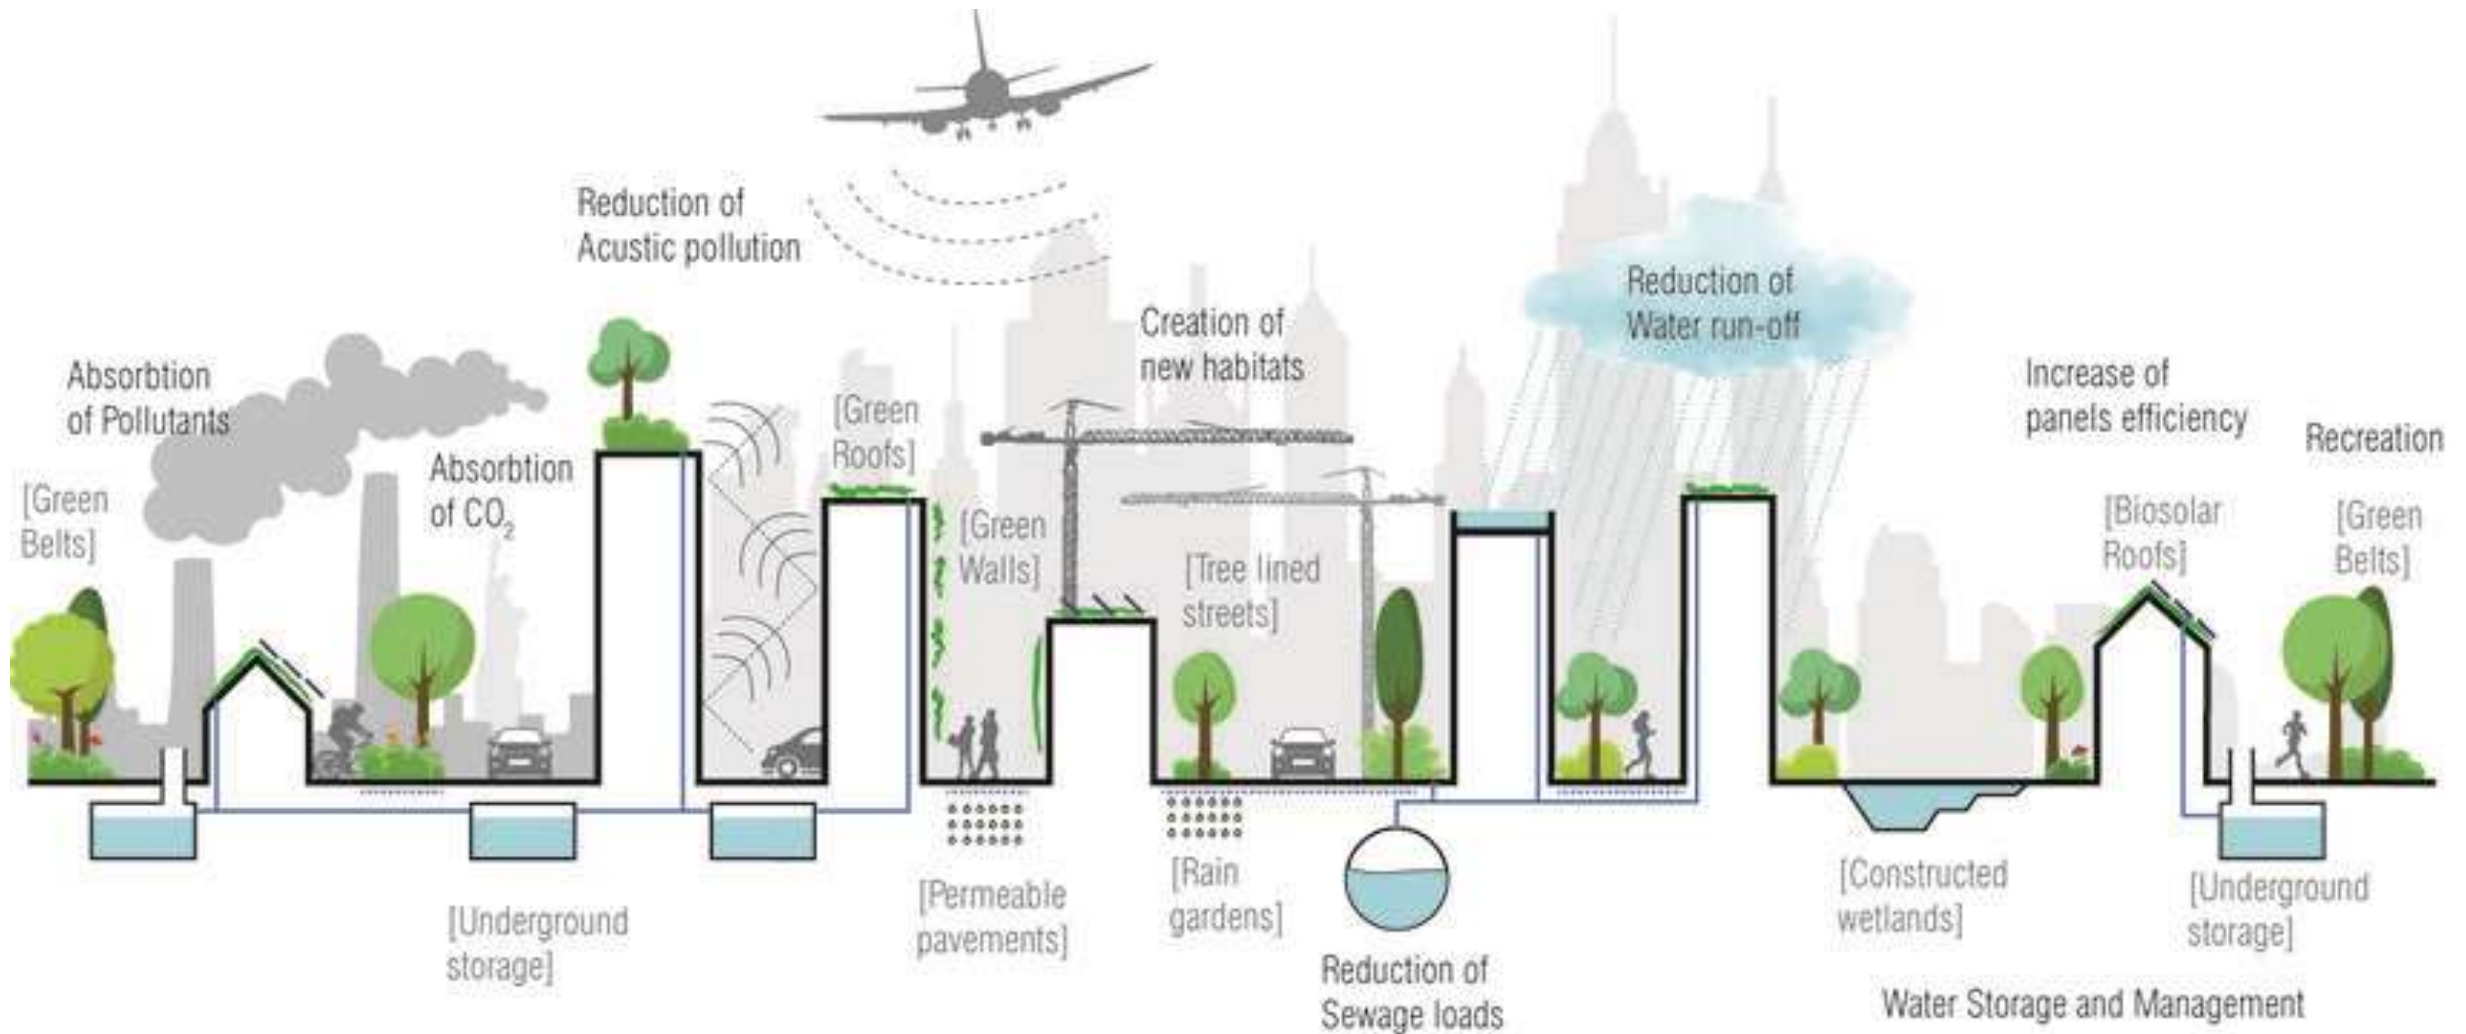 Reduction of
Acustic pollution
Creation of
new habitats
Reduction of
Water run-off
Absorbtion
of Pollutants
Absorbtion
of CO₂
Increase of
panels efficiency
Recreation
[Green
Belts]
[Green
Roofs]
[Green
Walls]
[Tree lined
streets]
[Biosolar
Roofs]
[Green
Belts]
[Underground
storage]
[Permeable
pavements]
[Rain
gardens]
Reduction of
Sewage loads
[Constructed
wetlands]
[Underground
storage]
Water Storage and Management